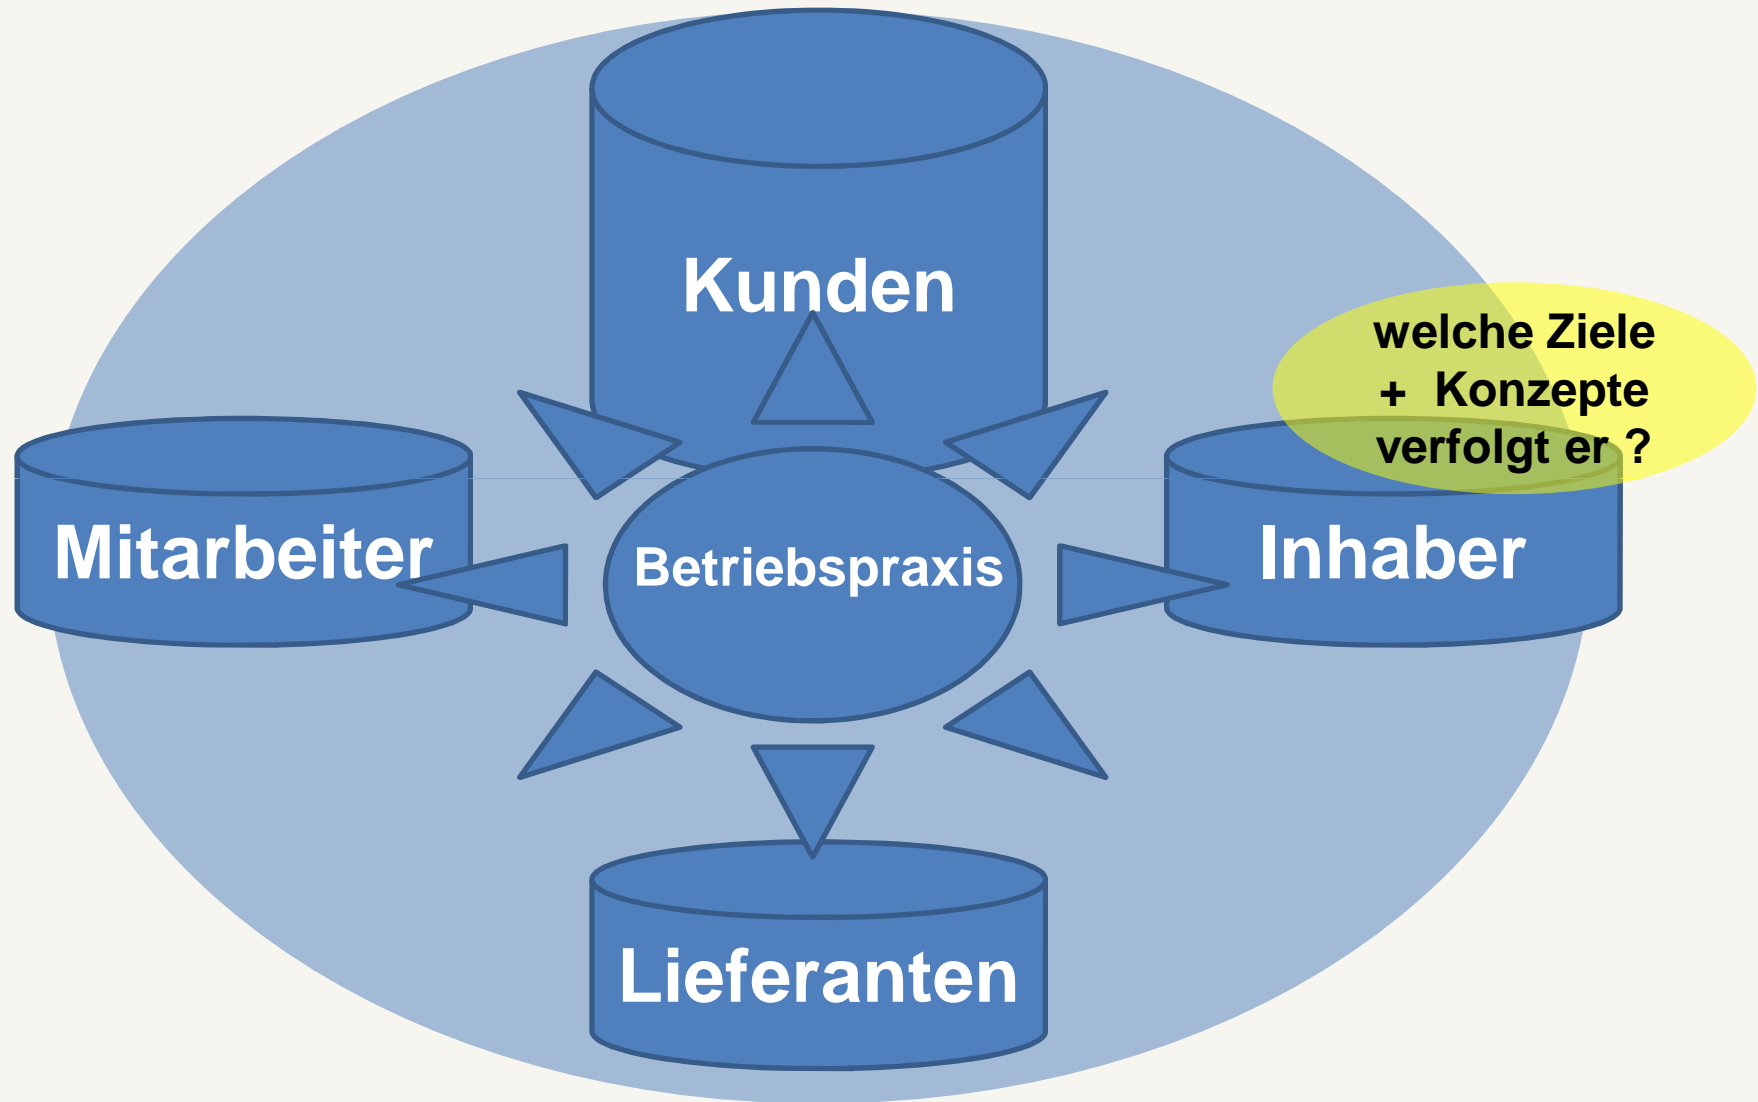 Kunden
welche Ziele
+ Konzepte
verfolgt er ?
Mitarbeiter
Betriebspraxis
Inhaber
Lieferanten